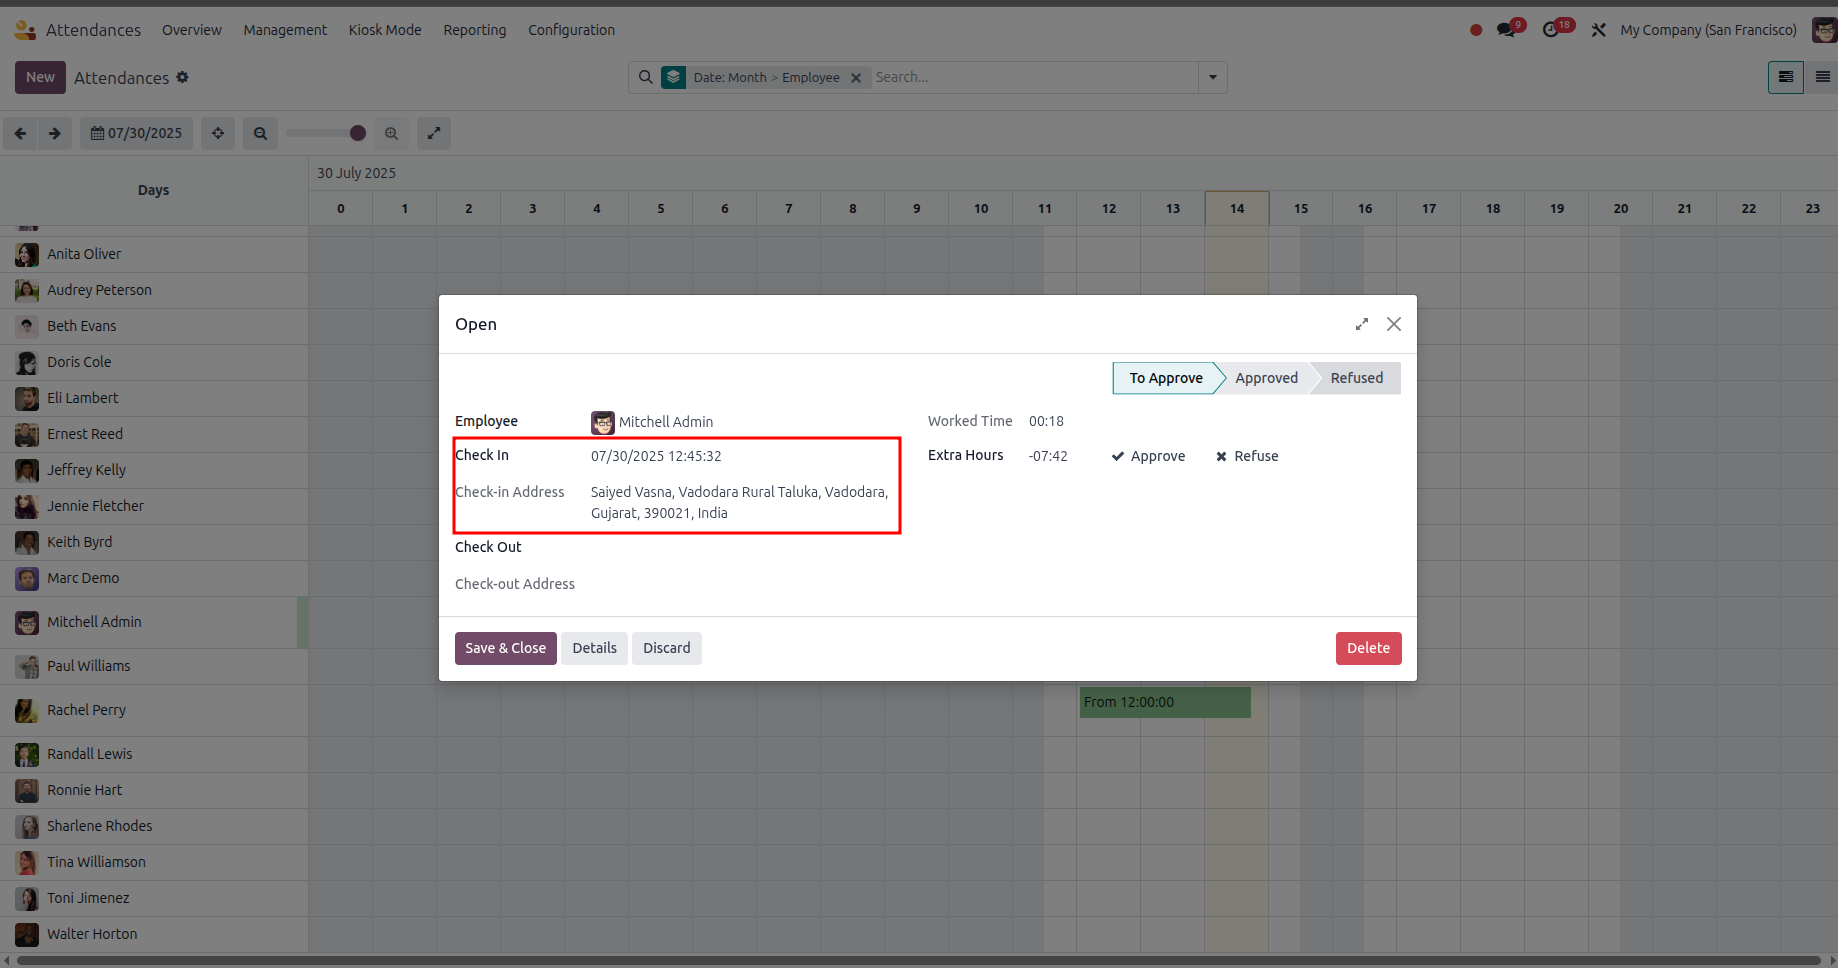 Attendances Overview Management Kiosk Mode Reporting Configuration 9 18 My Company (San Francisco)
New Attendances Date: Month > Employee Search...
07/30/2025
Days 30 July 2025
0 1 2 3 4 5 6 7 8 9 10 11 12 13 14 15 16 17 18 19 20 21 22 23
Anita Oliver
Audrey Peterson
Beth Evans
Doris Cole
Eli Lambert
Ernest Reed
Jeffrey Kelly
Jennie Fletcher
Keith Byrd
Marc Demo
Mitchell Admin
Paul Williams
Rachel Perry
Randall Lewis
Ronnie Hart
Sharlene Rhodes
Tina Williamson
Toni Jimenez
Walter Horton
Open
To Approve Approved Refused
Employee Mitchell Admin Worked Time 00:18
Check In 07/30/2025 12:45:32 Extra Hours -07:42 Approve Refuse
Check-in Address Saiyed Vasna, Vadodara Rural Taluka, Vadodara,
Gujarat, 390021, India
Check Out
Check-out Address
Save & Close Details Discard Delete
From 12:00:00